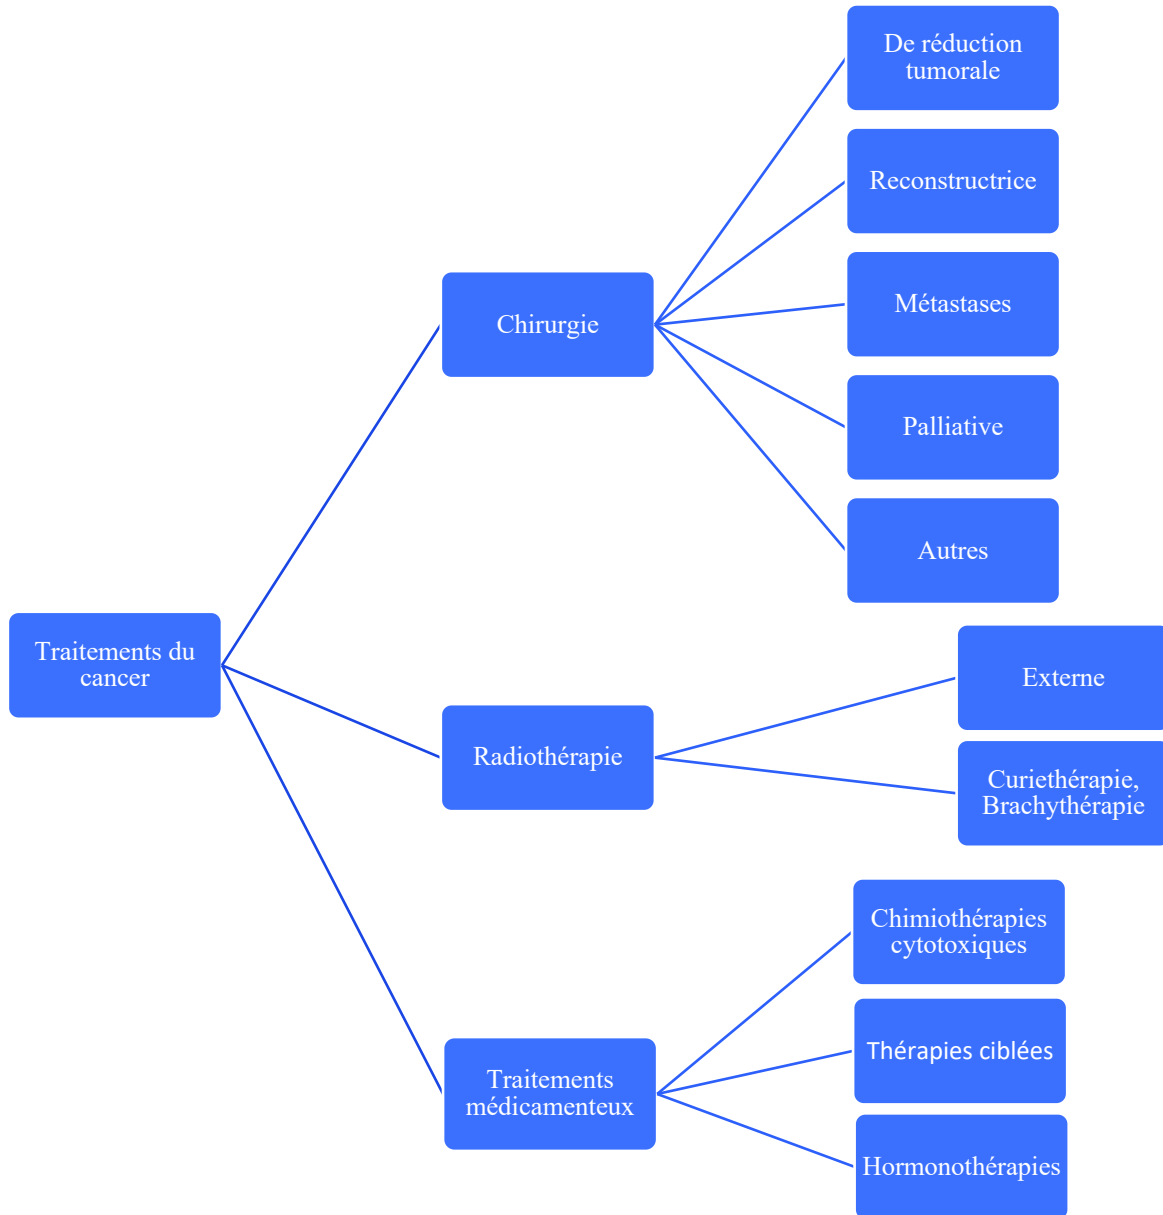 Traitements du
cancer
Chirurgie
De réduction
tumorale
Reconstructrice
Métastases
Palliative
Autres
Radiothérapie
Externe
Curiethérapie,
Brachythérapie
Traitements
médicamenteux
Chimiothérapies
cytotoxiques
Thérapies ciblées
Hormonothérapies